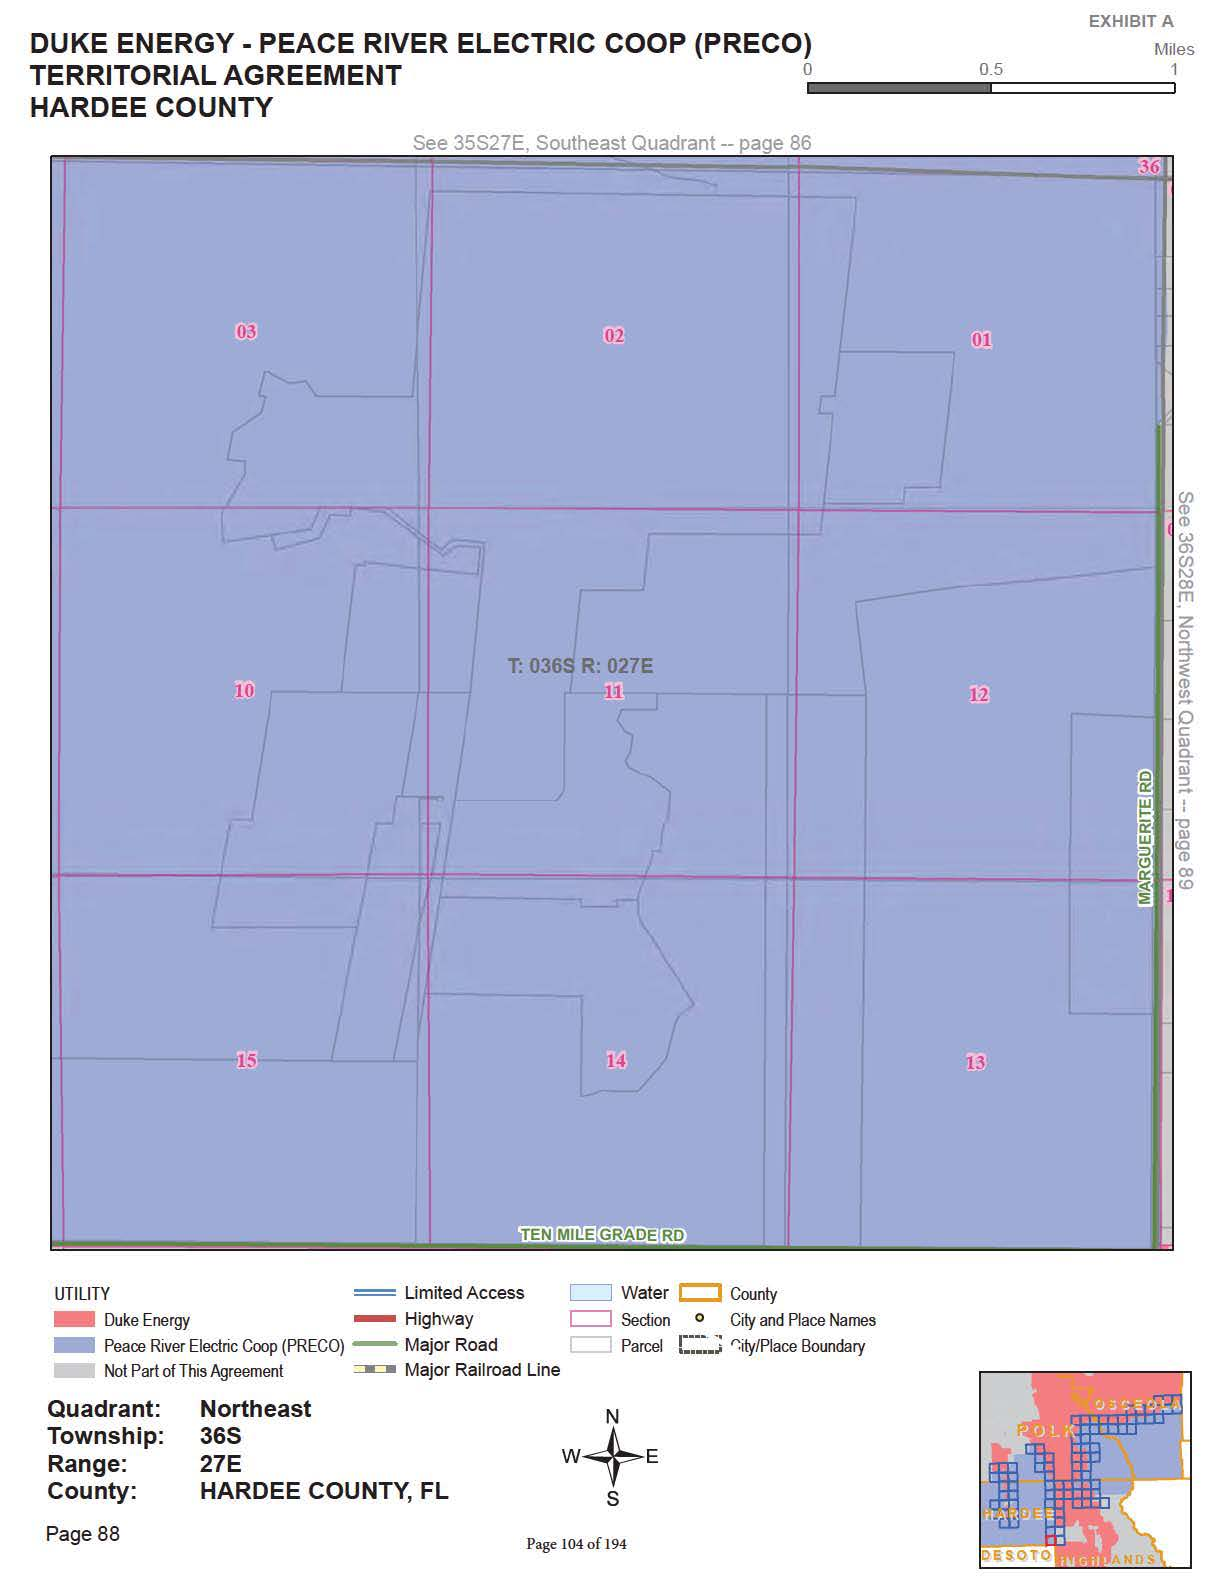 EXHIBIT A
DUKE ENERGY - PEACE RIVER ELECTRIC COOP (PRECO)
TERRITORIAL AGREEMENT
HARDEE COUNTY
Miles
0 0.5 1
See 35S27E, Southeast Quadrant -- page 86
36
03
02
01
See 36S28E, Northwest Quadrant -- page 89
T: 036S R: 027E
10
11
12
MARGUERITE RD
15
14
13
TEN MILE GRADE RD
UTILITY
Duke Energy
Peace River Electric Coop (PRECO)
Not Part of This Agreement
Limited Access
Highway
Major Road
Major Railroad Line
Water
Section
Parcel
County
City and Place Names
City/Place Boundary
Quadrant: Northeast
Township: 36S
Range: 27E
County: HARDEE COUNTY, FL
N
W E
S
OSCEOLA
POLK
HARDEE
DESOTO
HIGHLANDS
Page 88
Page 104 of 194